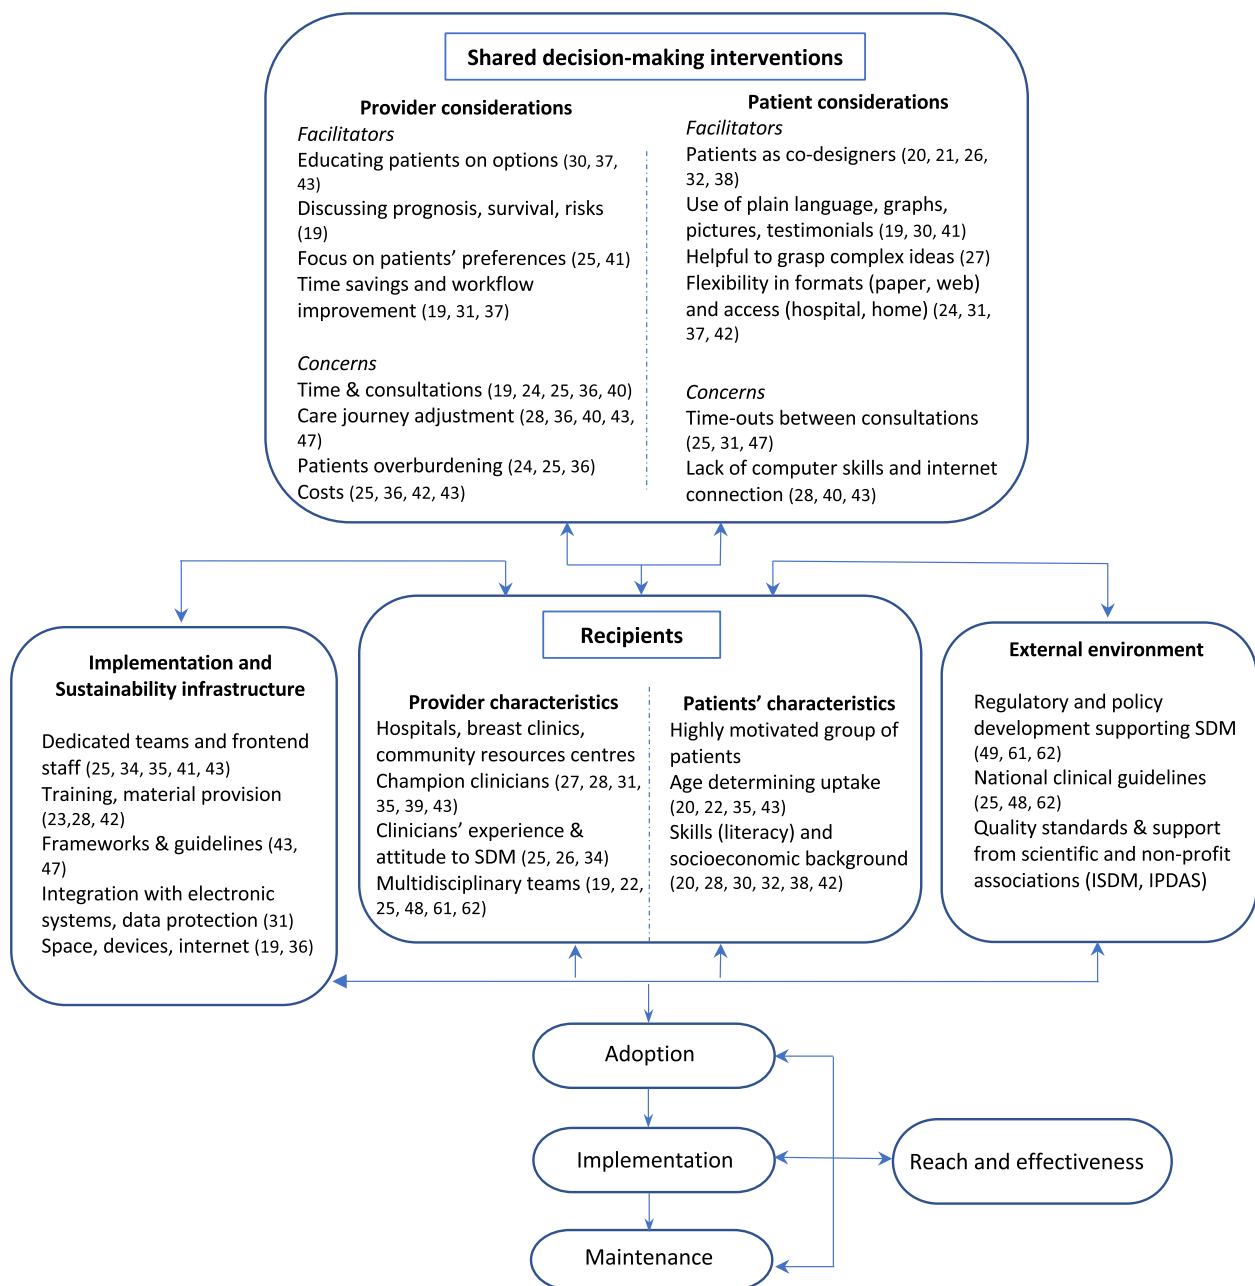 Shared decision-making interventions
Provider considerations
Facilitators
Educating patients on options (30, 37,
43)
Discussing prognosis, survival, risks
(19)
Focus on patients’ preferences (25, 41)
Time savings and workflow
improvement (19, 31, 37)
Concerns
Time & consultations (19, 24, 25, 36, 40)
Care journey adjustment (28, 36, 40, 43,
47)
Patients overburdening (24, 25, 36)
Costs (25, 36, 42, 43)
Patient considerations
Facilitators
Patients as co-designers (20, 21, 26,
32, 38)
Use of plain language, graphs,
pictures, testimonials (19, 30, 41)
Helpful to grasp complex ideas (27)
Flexibility in formats (paper, web)
and access (hospital, home) (24, 31,
37, 42)
Concerns
Time-outs between consultations
(25, 31, 47)
Lack of computer skills and internet
connection (28, 40, 43)
Implementation and
Sustainability infrastructure
Dedicated teams and frontend
staff (25, 34, 35, 41, 43)
Training, material provision
(23,28, 42)
Frameworks & guidelines (43,
47)
Integration with electronic
systems, data protection (31)
Space, devices, internet (19, 36)
Recipients
Provider characteristics
Hospitals, breast clinics,
community resources centres
Champion clinicians (27, 28, 31,
35, 39, 43)
Clinicians’ experience &
attitude to SDM (25, 26, 34)
Multidisciplinary teams (19, 22,
25, 48, 61, 62)
Patients’ characteristics
Highly motivated group of
patients
Age determining uptake
(20, 22, 35, 43)
Skills (literacy) and
socioeconomic background
(20, 28, 30, 32, 38, 42)
External environment
Regulatory and policy
development supporting SDM
(49, 61, 62)
National clinical guidelines
(25, 48, 62)
Quality standards & support
from scientific and non-profit
associations (ISDM, IPDAS)
Adoption
Implementation
Reach and effectiveness
Maintenance